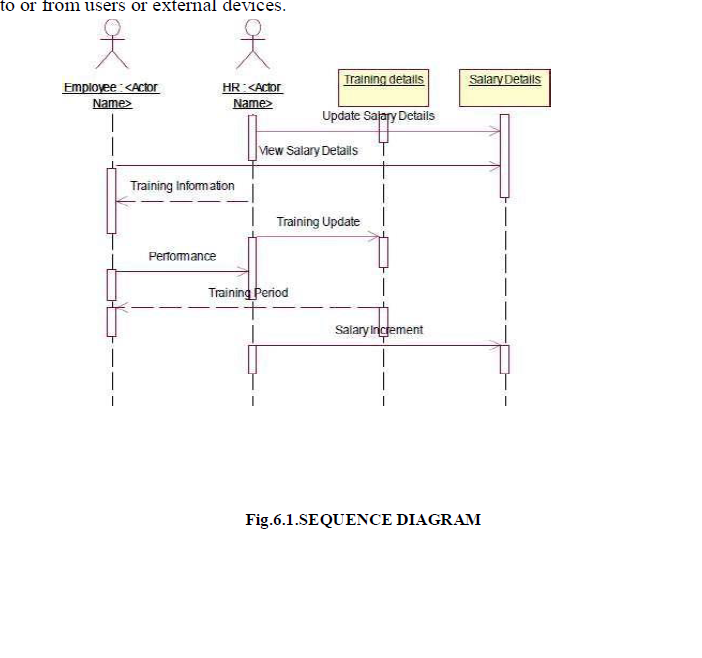 to or from users or external devices.
Employee : <Actor
Name>
HR : <Actor
Name>
Training details
Salary Details
Update Salary Details
View Salary Details
Training Information
Training Update
Performance
Training Period
Salary Increment
Fig.6.1.SEQUENCE DIAGRAM